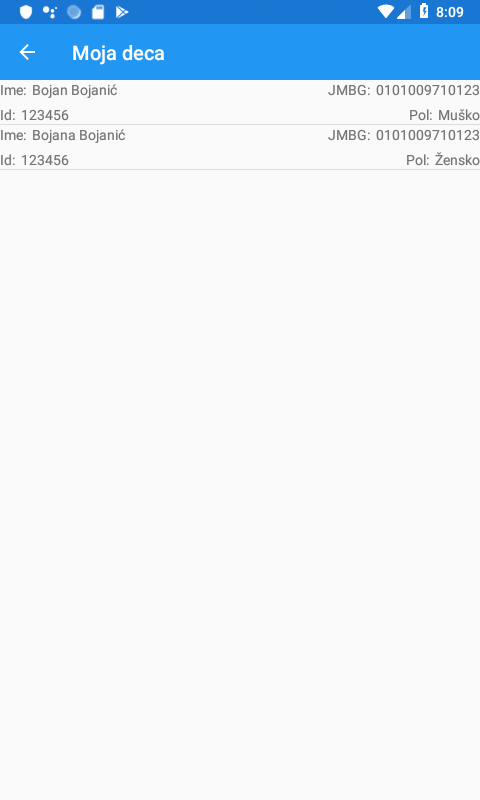 8:09
Moja deca
Ime: Bojan Bojanić JMBG: 0101009710123
Id: 123456 Pol: Muško
Ime: Bojana Bojanić JMBG: 0101009710123
Id: 123456 Pol: Žensko